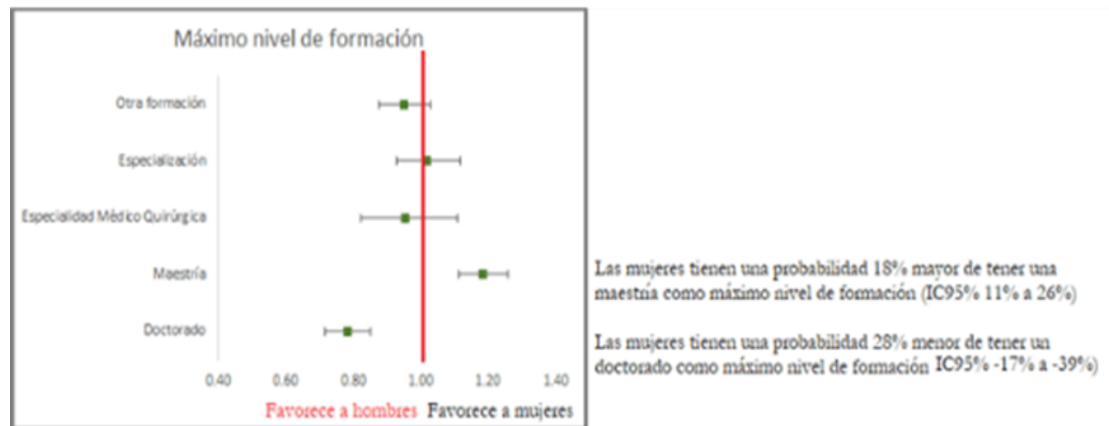 Máximo nivel de formación
Otra formación
Especialización
Especialidad Médico Quirúrgica
Maestría
Doctorado
0.40 0.60 0.80 1.00 1.20 1.40
Favorece a hombres Favorece a mujeres
Las mujeres tienen una probabilidad 18% mayor de tener una
maestría como máximo nivel de formación (IC95% 11% a 26%)
Las mujeres tienen una probabilidad 28% menor de tener un
doctorado como máximo nivel de formación IC95% -17% a -39%)